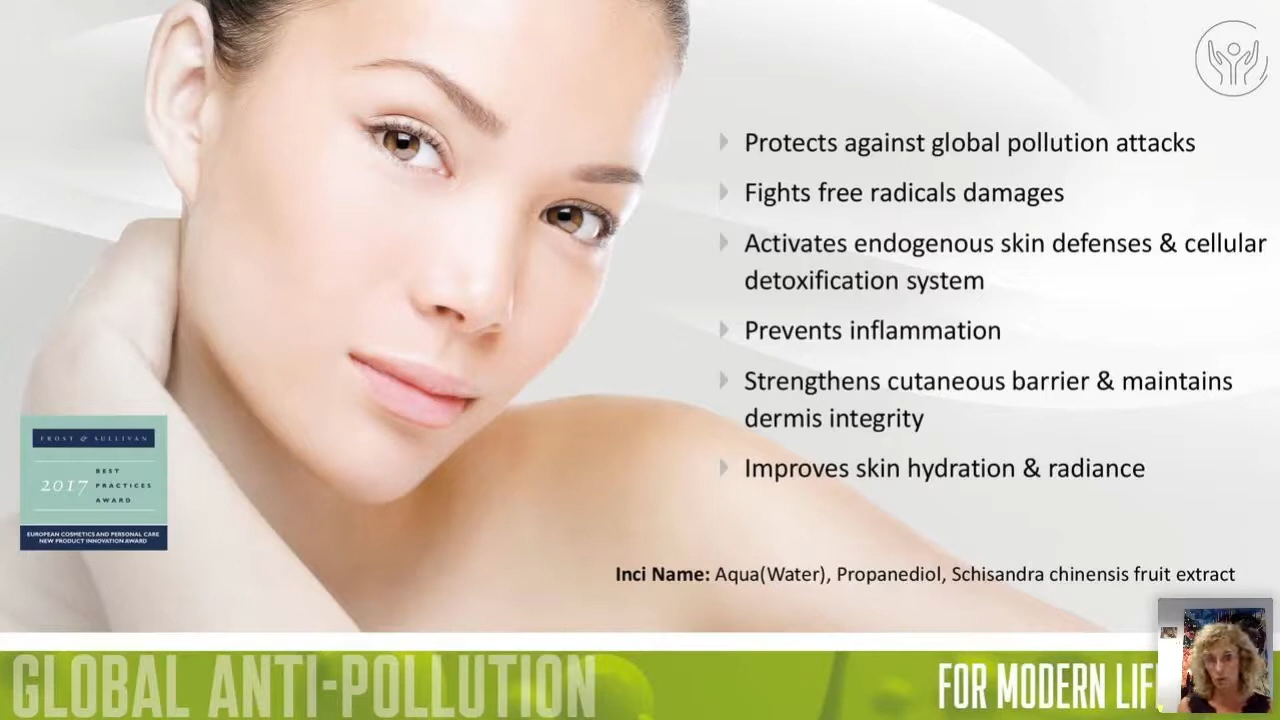 Protects against global pollution attacks
Fights free radicals damages
Activates endogenous skin defenses & cellular
detoxification system
Prevents inflammation
Strengthens cutaneous barrier & maintains
dermis integrity
Improves skin hydration & radiance
FROST & SULLIVAN
2017
BEST
PRACTICES
AWARD
EUROPEAN COSMETICS AND PERSONAL CARE
NEW PRODUCT INNOVATION AWARD
Inci Name: Aqua(Water), Propanediol, Schisandra chinensis fruit extract
GLOBAL ANTI-POLLUTION
FOR MODERN